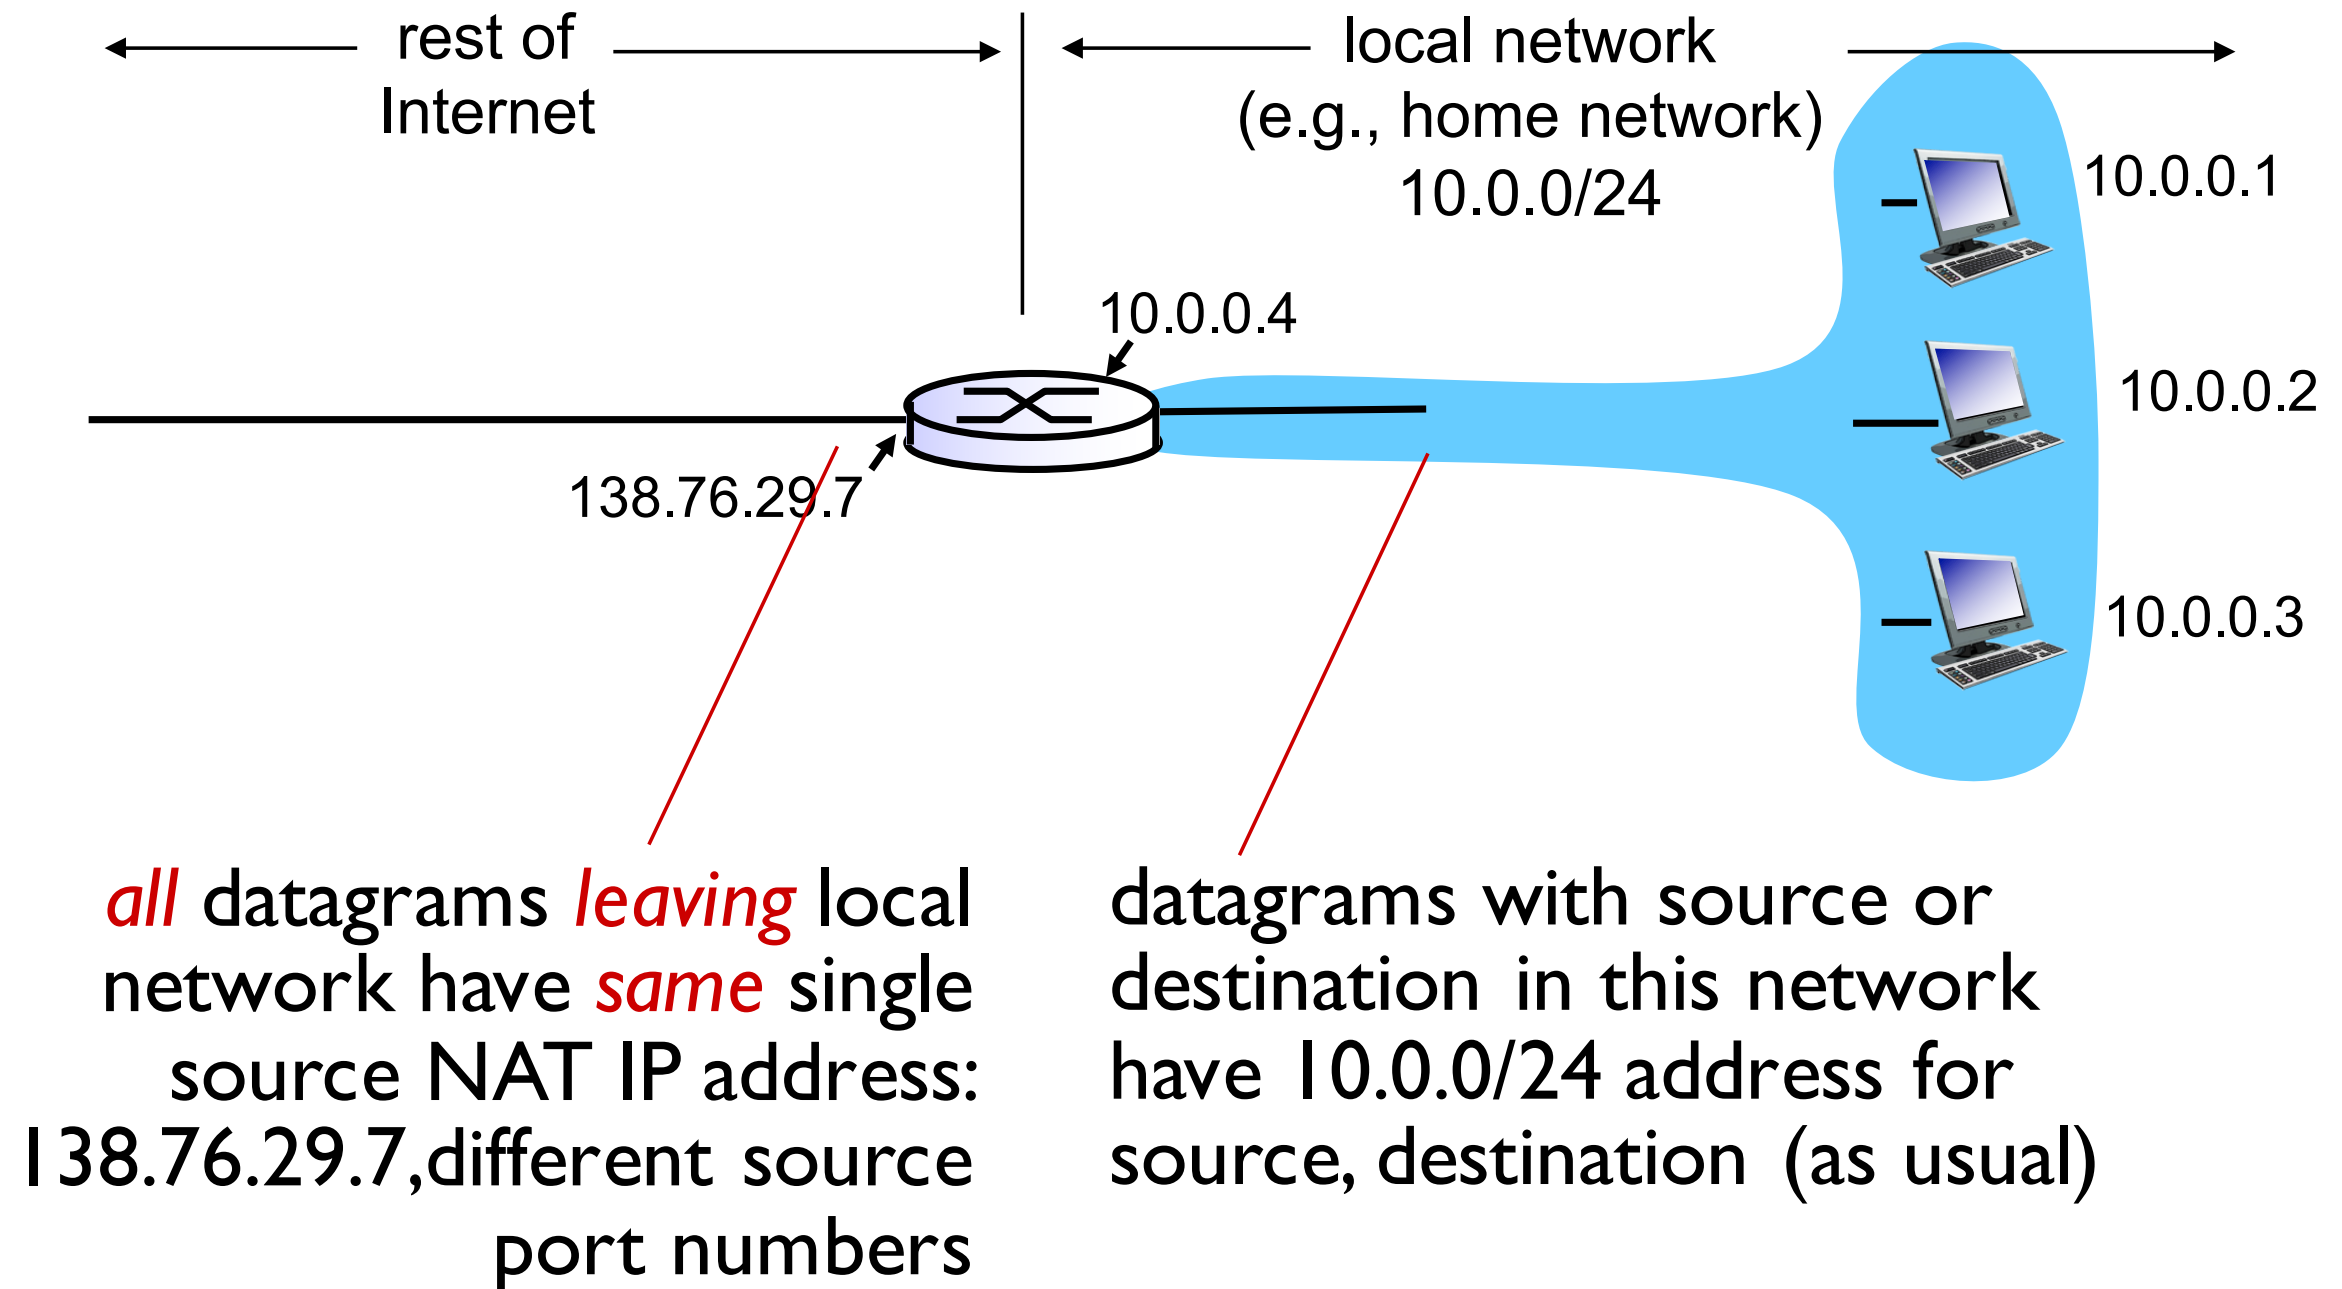 rest of
Internet
local network
(e.g., home network)
10.0.0/24
10.0.0.1
10.0.0.4
10.0.0.2
138.76.29.7
10.0.0.3
all datagrams leaving local
network have same single
source NAT IP address:
138.76.29.7,different source
port numbers
datagrams with source or
destination in this network
have 10.0.0/24 address for
source, destination (as usual)